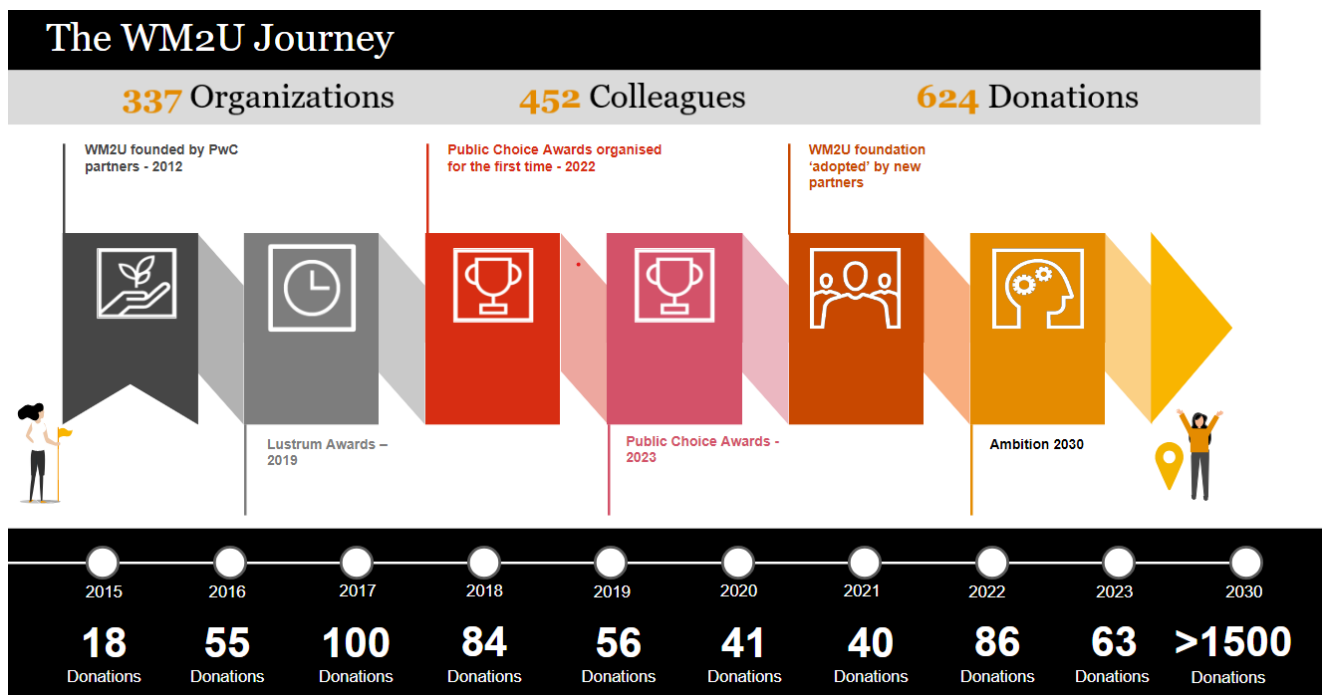 The WM2U Journey
337 Organizations
452 Colleagues
624 Donations
WM2U founded by PwC
partners - 2012
Public Choice Awards organised
for the first time - 2022
WM2U foundation
‘adopted’ by new
partners
Lustrum Awards –
2019
Public Choice Awards -
2023
Ambition 2030
2015
18
Donations
2016
55
Donations
2017
100
Donations
2018
84
Donations
2019
56
Donations
2020
41
Donations
2021
40
Donations
2022
86
Donations
2023
63
Donations
2030
>1500
Donations